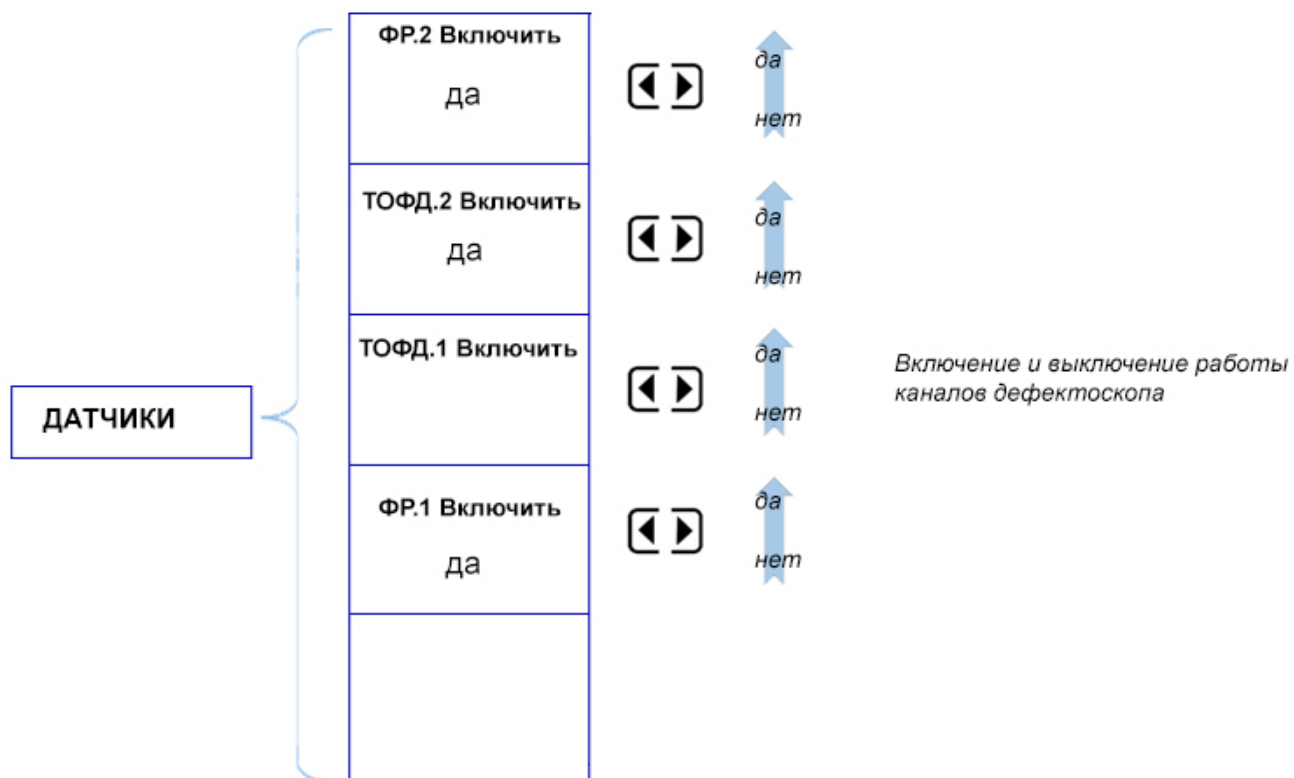 ФР.2 Включить
да
да
нет
ТОФД.2 Включить
да
да
нет
ТОФД.1 Включить
да
нет
Включение и выключение работы
каналов дефектоскопа
ДАТЧИКИ
ФР.1 Включить
да
да
нет